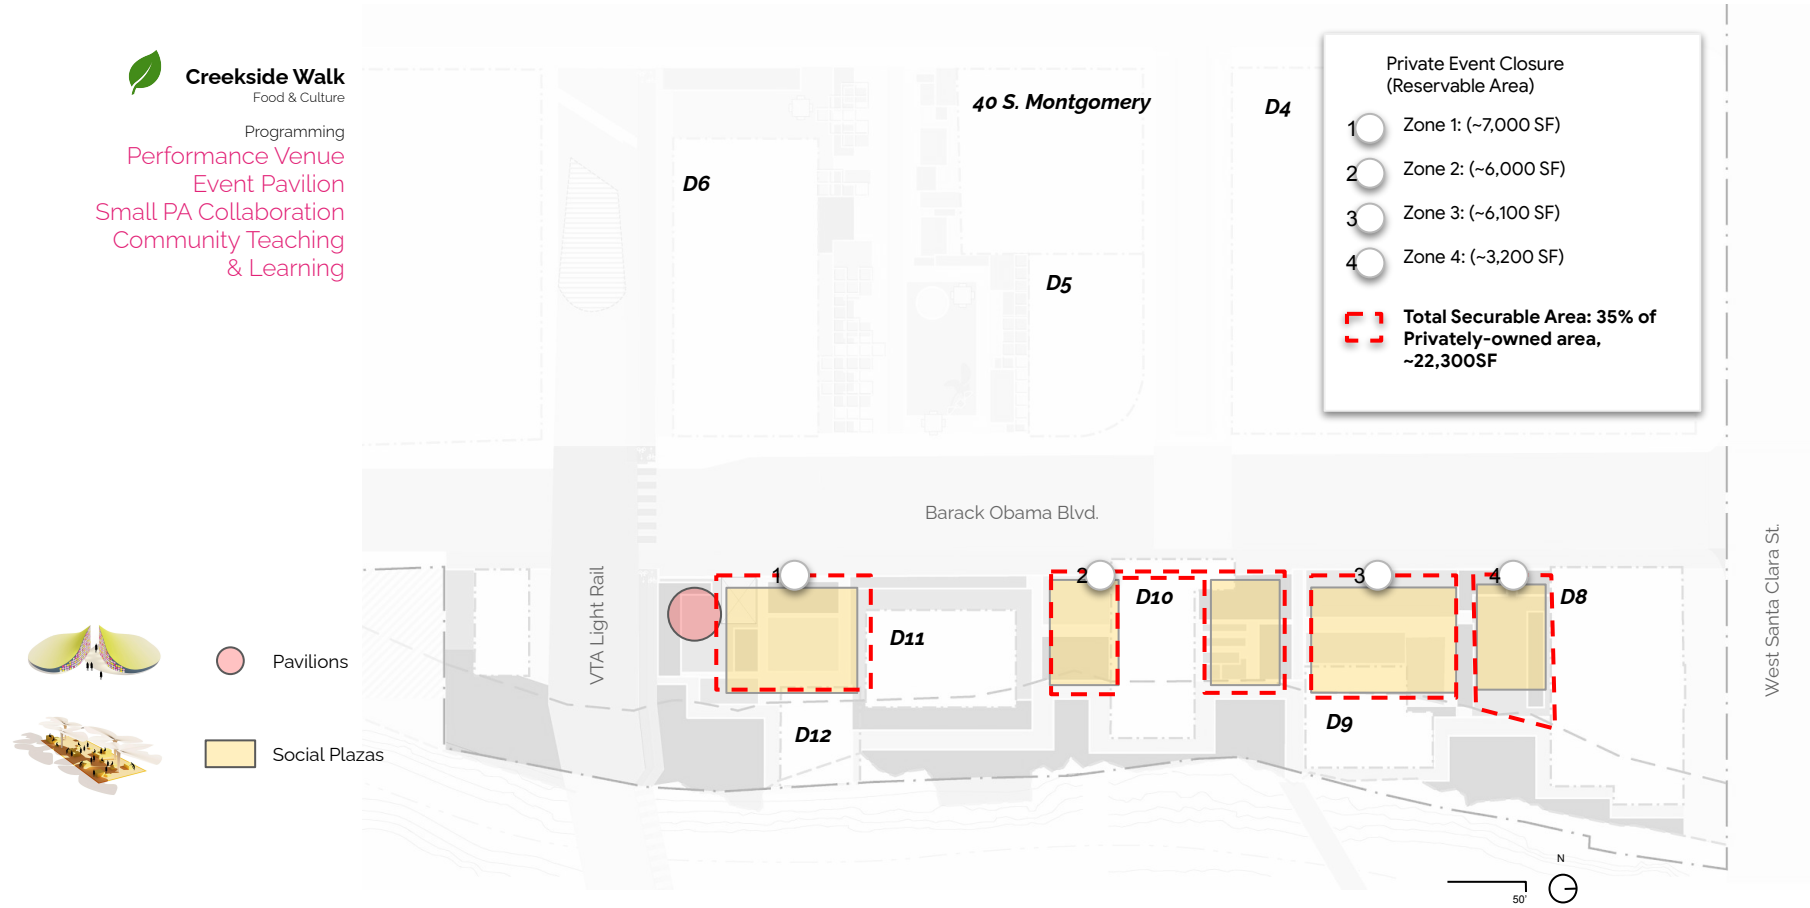 Creekside Walk
Food & Culture
Programming
Performance Venue
Event Pavilion
Small PA Collaboration
Community Teaching
& Learning
Pavilions
Social Plazas
40 S. Montgomery
D4
D6
D5
Private Event Closure
(Reservable Area)
1 Zone 1: (~7,000 SF)
2 Zone 2: (~6,000 SF)
3 Zone 3: (~6,100 SF)
4 Zone 4: (~3,200 SF)
Total Securable Area: 35% of
Privately-owned area,
~22,300SF
Barack Obama Blvd.
VTA Light Rail
West Santa Clara St.
1
2
3
4
D10
D8
D11
D9
D12
N
50'